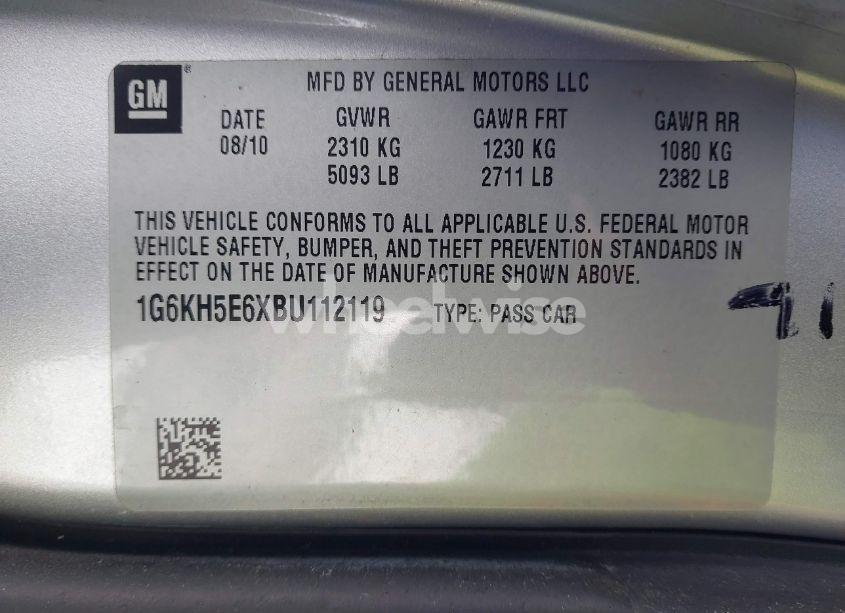 GM ®
MFD BY GENERAL MOTORS LLC
DATE GVWR GAWR FRT GAWR RR
08/10 2310 KG 1230 KG 1080 KG
5093 LB 2711 LB 2382 LB
THIS VEHICLE CONFORMS TO ALL APPLICABLE U.S. FEDERAL MOTOR
VEHICLE SAFETY, BUMPER, AND THEFT PREVENTION STANDARDS IN
EFFECT ON THE DATE OF MANUFACTURE SHOWN ABOVE.
1G6KH5E6XBU112119 TYPE: PASS CAR
wheelwise